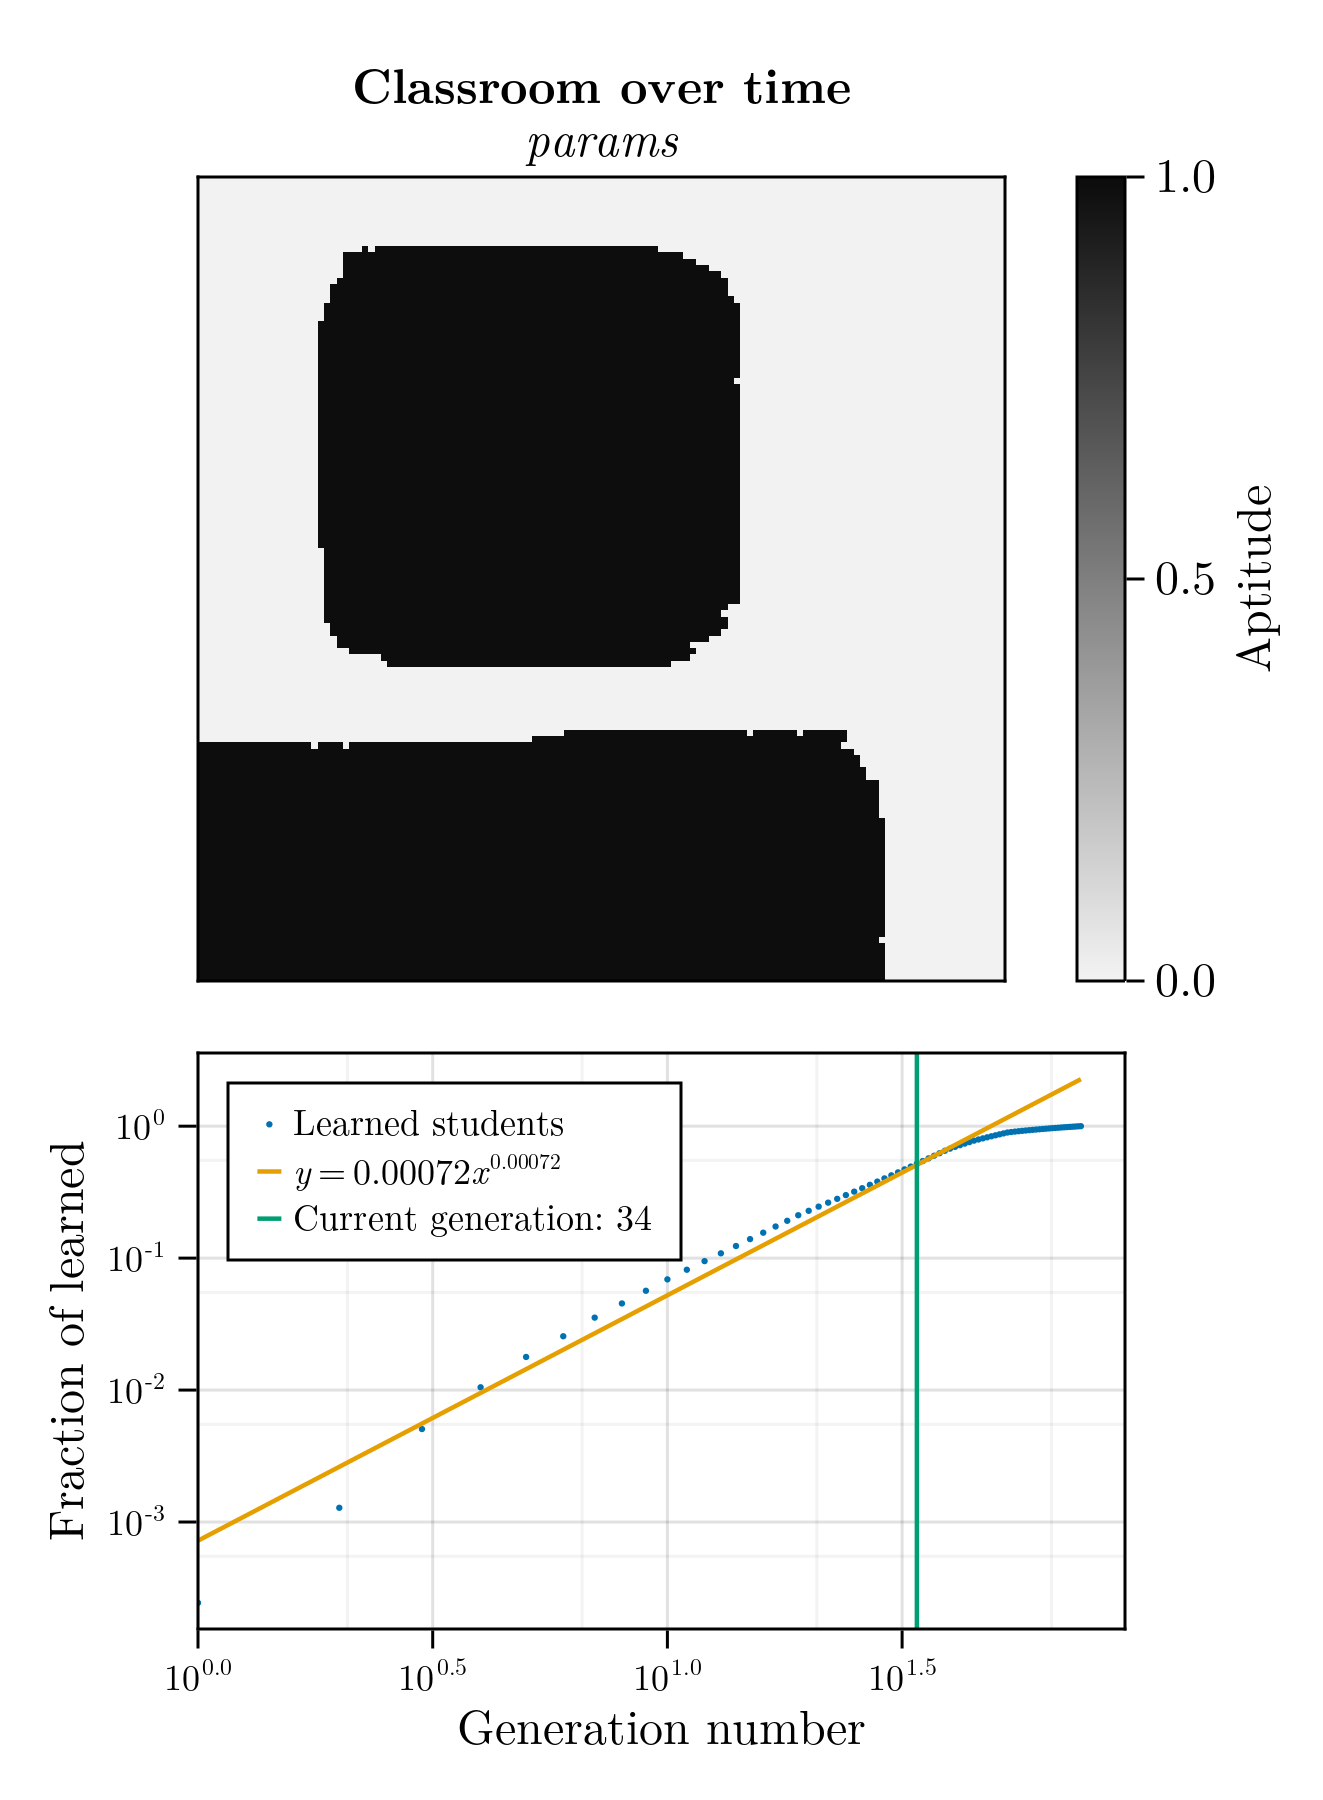 Classroom over time
params
1.0
0.5
0.0
Aptitude
Learned students
y = 0.00072x^0.00072
Current generation: 34
10^0
10^-1
10^-2
10^-3
Fraction of learned
10^0.0 10^0.5 10^1.0 10^1.5
Generation number